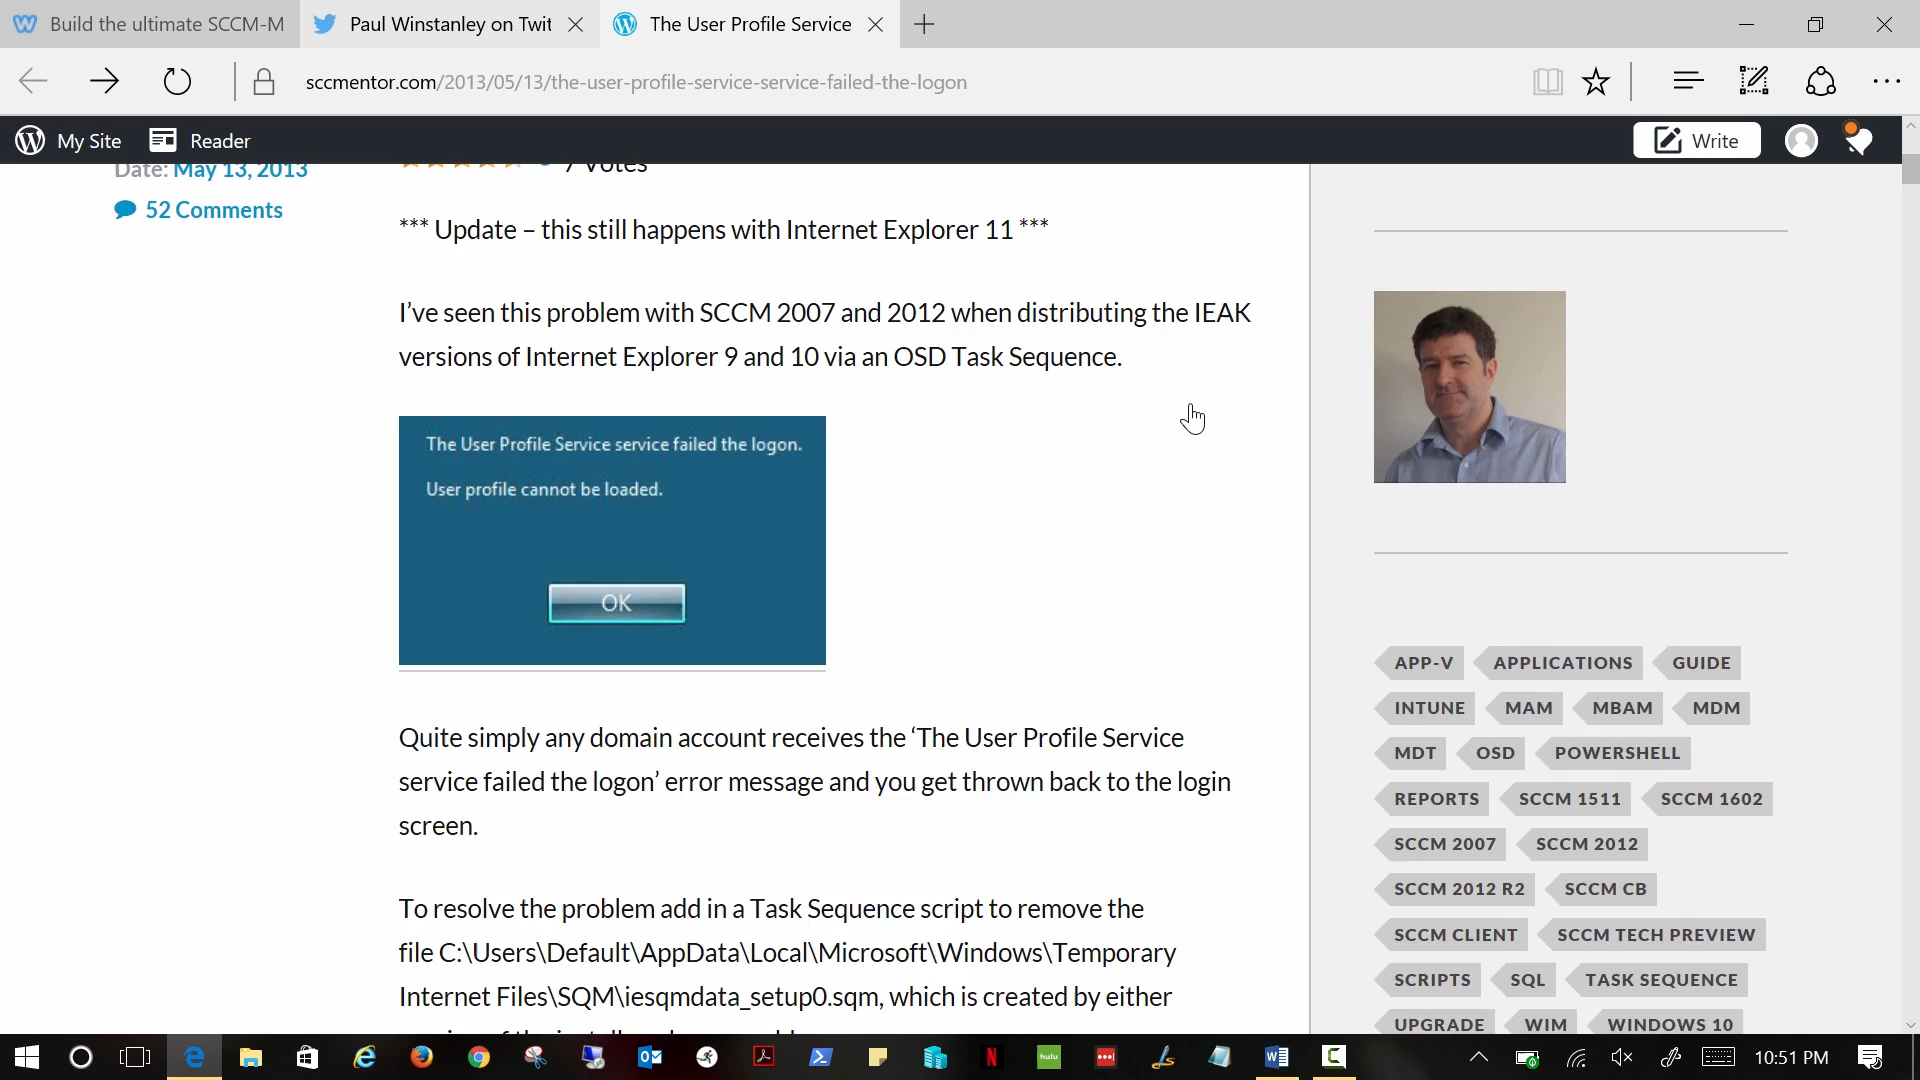 Build the ultimate SCCM-M
Paul Winstanley on Twit
The User Profile Service
sccmentor.com/2013/05/13/the-user-profile-service-service-failed-the-logon
My Site
Reader
Write
Date: May 13, 2013
7 Votes
52 Comments
*** Update – this still happens with Internet Explorer 11 ***
I’ve seen this problem with SCCM 2007 and 2012 when distributing the IEAK
versions of Internet Explorer 9 and 10 via an OSD Task Sequence.
The User Profile Service service failed the logon.
User profile cannot be loaded.
OK
Quite simply any domain account receives the ‘The User Profile Service
service failed the logon’ error message and you get thrown back to the login
screen.
To resolve the problem add in a Task Sequence script to remove the
file C:\Users\Default\AppData\Local\Microsoft\Windows\Temporary
Internet Files\SQM\iesqmdata_setup0.sqm, which is created by either
APP-V APPLICATIONS GUIDE
INTUNE MAM MBAM MDM
MDT OSD POWERSHELL
REPORTS SCCM 1511 SCCM 1602
SCCM 2007 SCCM 2012
SCCM 2012 R2 SCCM CB
SCCM CLIENT SCCM TECH PREVIEW
SCRIPTS SQL TASK SEQUENCE
UPGRADE WIM WINDOWS 10
hulu
10:51 PM